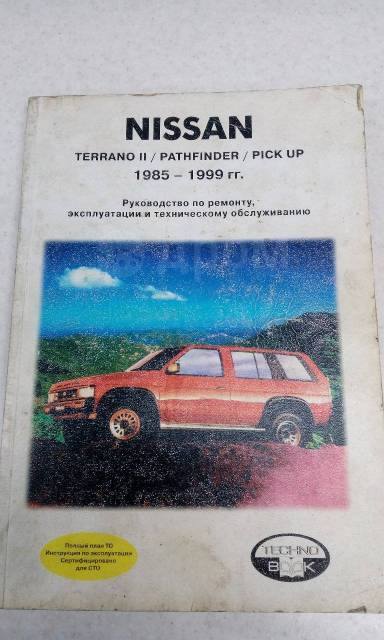 NISSAN
TERRANO II / PATHFINDER / PICK UP
1985 – 1999 гг.
Руководство по ремонту,
эксплуатации и техническому обслуживанию
дром
Полный план ТО
Инструкция по эксплуатации
Сертифицировано
для СТО
TECHNO
BOOK